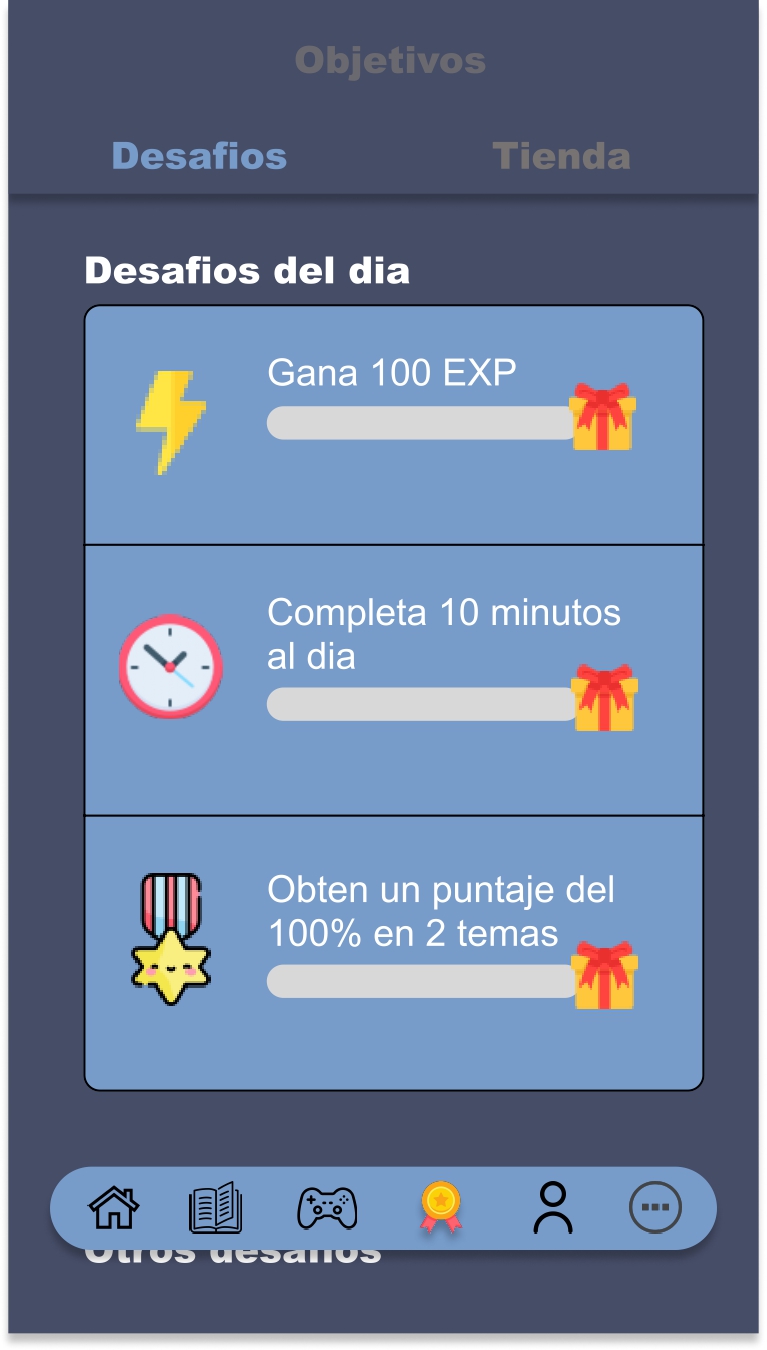 Objetivos
Desafios Tienda
Desafios del dia
Gana 100 EXP
Completa 10 minutos
al dia
Obten un puntaje del
100% en 2 temas
Otros desafios